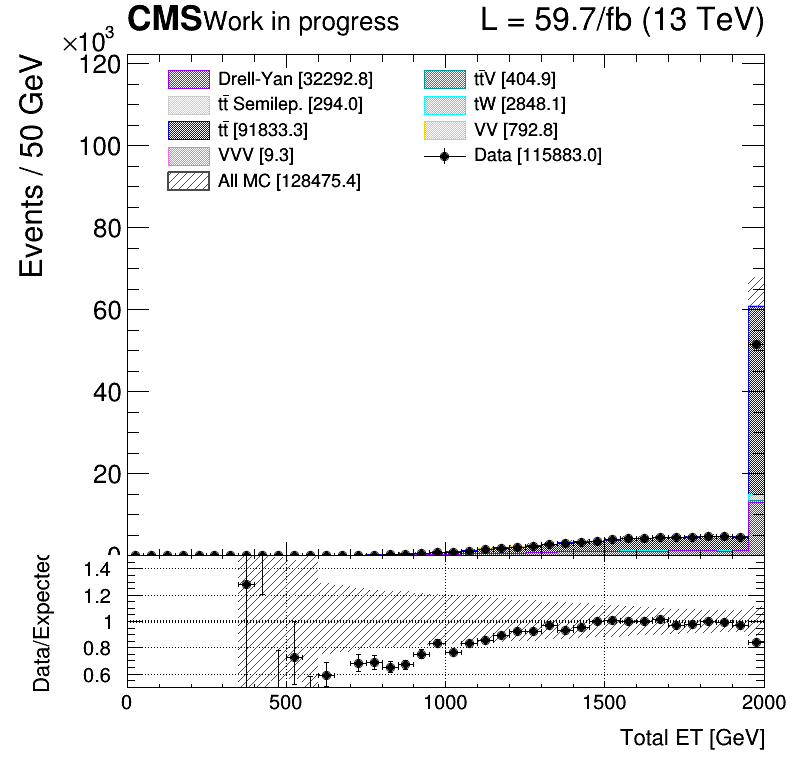 CMS Work in progress L = 59.7/fb (13 TeV)
×10³
Drell-Yan [32292.8]
tt̄ Semilep. [294.0]
tt̄ [91833.3]
VVV [9.3]
All MC [128475.4]
tt̄V [404.9]
tW [2848.1]
VV [792.8]
Data [115883.0]
Events / 50 GeV
120
100
80
60
40
20
0
Data/Expected
1.4
1.2
1
0.8
0.6
0 500 1000 1500 2000
Total ET [GeV]